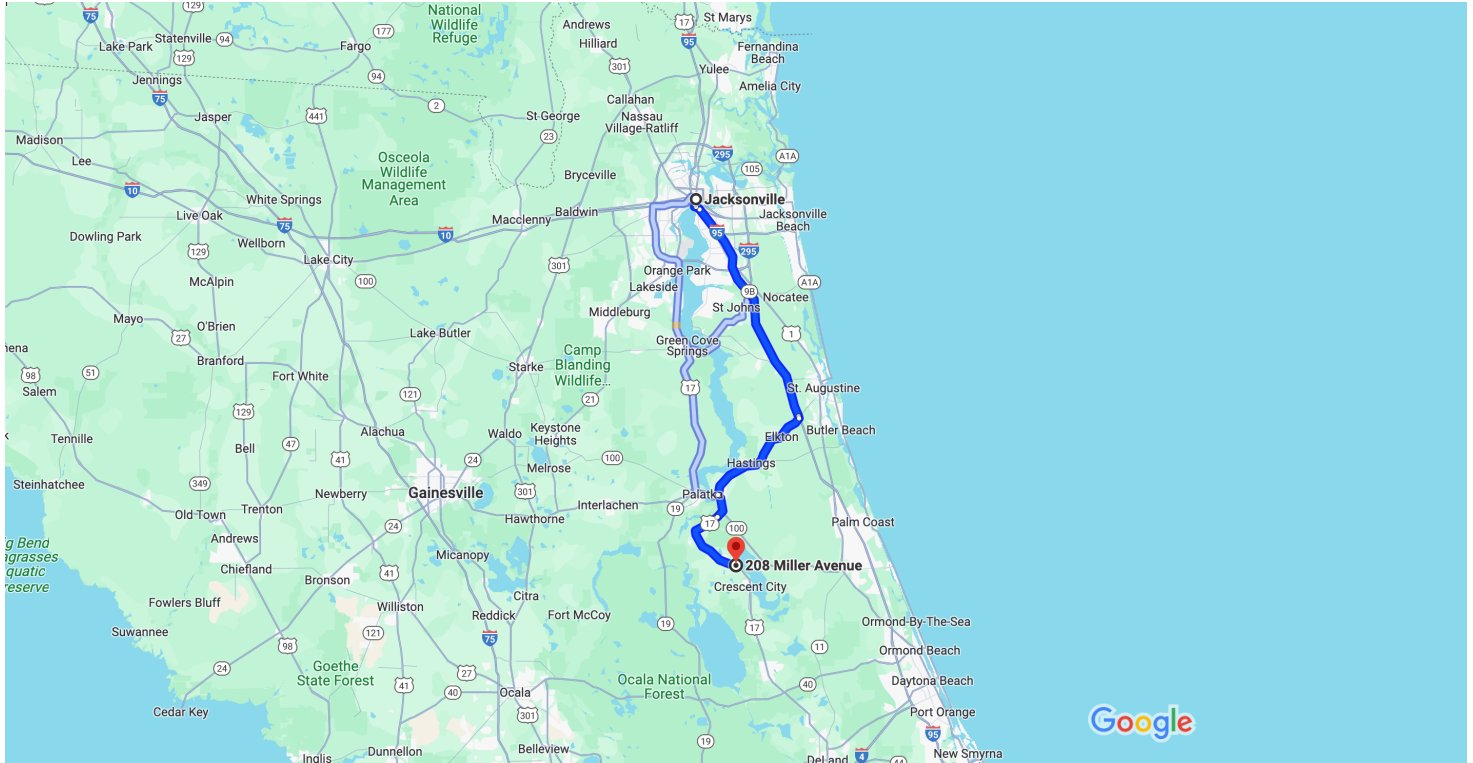 75
129
National
Wildlife
Refuge
Andrews
17
St Marys
Lake Park
Statenville
94
177
Hilliard
95
Fargo
Fernandina
Beach
129
301
Yulee
94
Jennings
Amelia City
75
2
Callahan
Jasper
441
St George
Nassau
Village-Ratliff
23
Madison
295
A1A
Lee
Osceola
Wildlife
Management
Area
105
Bryceville
10
White Springs
Jacksonville
Live Oak
75
Macclenny
Baldwin
Jacksonville
Beach
Dowling Park
Wellborn
10
95
129
Lake City
295
301
Orange Park
McAlpin
100
Lakeside
A1A
9B
Nocatee
Mayo
O'Brien
Middleburg
St Johns
27
Lake Butler
1
ena
Branford
Camp
Blanding
Wildlife...
Green Cove
Springs
98
51
Fort White
Starke
Salem
121
17
St. Augustine
129
21
k
Tennille
Alachua
Waldo
Keystone
Heights
Butler Beach
Bell
47
Elkton
41
24
100
Hastings
Steinhatchee
349
Newberry
Gainesville
Melrose
301
Palatka
Trenton
Interlachen
Old Town
Hawthorne
19
24
17
100
Palm Coast
Andrews
g Bend
agrasses
quatic
reserve
Micanopy
Chiefland
41
208 Miller Avenue
Bronson
Crescent City
Fowlers Bluff
Citra
Williston
Reddick
Fort McCoy
Suwannee
121
75
19
17
Ormond-By-The-Sea
98
11
Ormond Beach
24
Goethe
State Forest
27
Ocala National
Forest
41
40
Ocala
40
Daytona Beach
Cedar Key
301
Port Orange
Google
19
95
Dunnellon
Belleview
New Smyrna
Inglis
DeLand
4
44